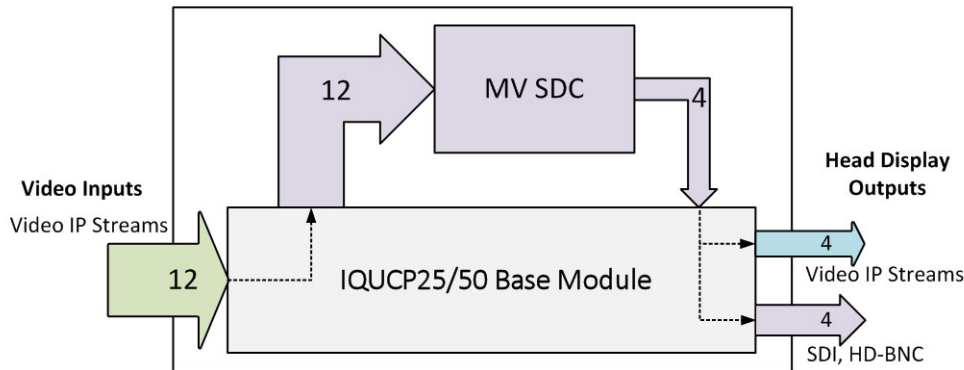 MV SDC
12
4
Video Inputs
Video IP Streams
12
IQUCP25/50 Base Module
Head Display
Outputs
4
Video IP Streams
4
SDI, HD-BNC